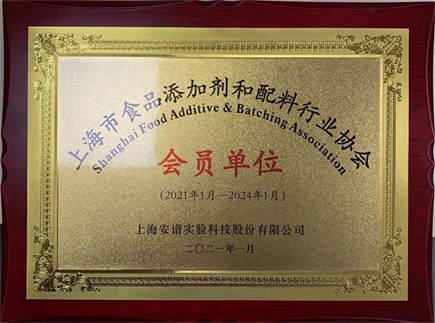 上海市食品添加剂和配料行业协会
Shanghai Food Additive & Batching Association
会员单位
(2021年1月—2024年1月)
上海安谱实验科技股份有限公司
二〇二一年一月